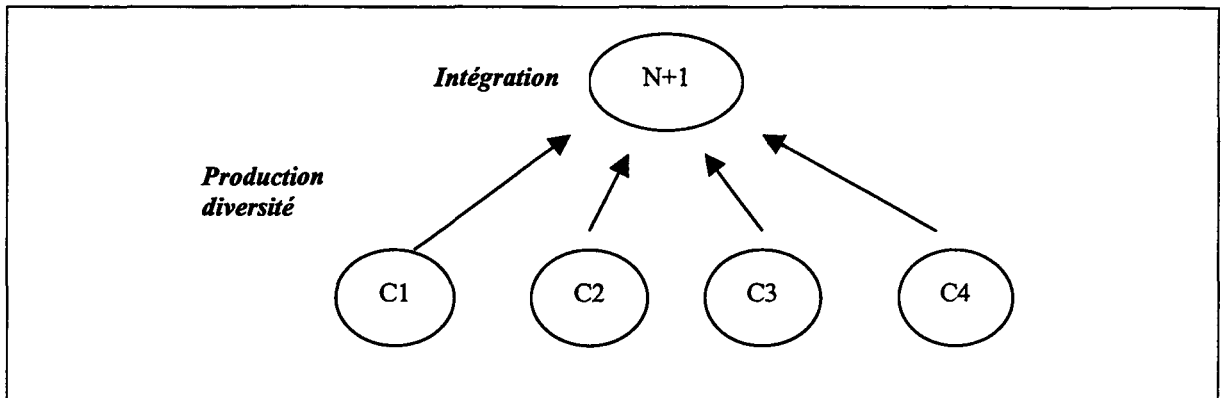 Intégration
N+1
Production
diversité
C1
C2
C3
C4